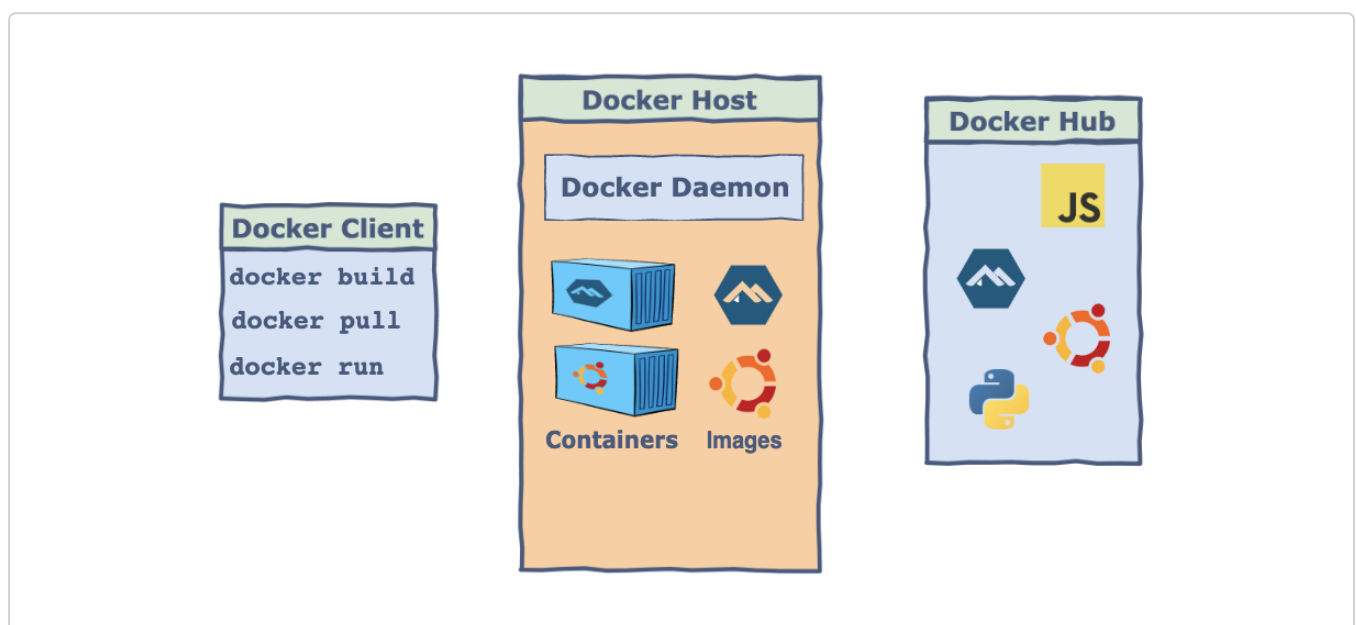 Docker Client
docker build
docker pull
docker run
Docker Host
Docker Daemon
Containers
Images
Docker Hub
JS